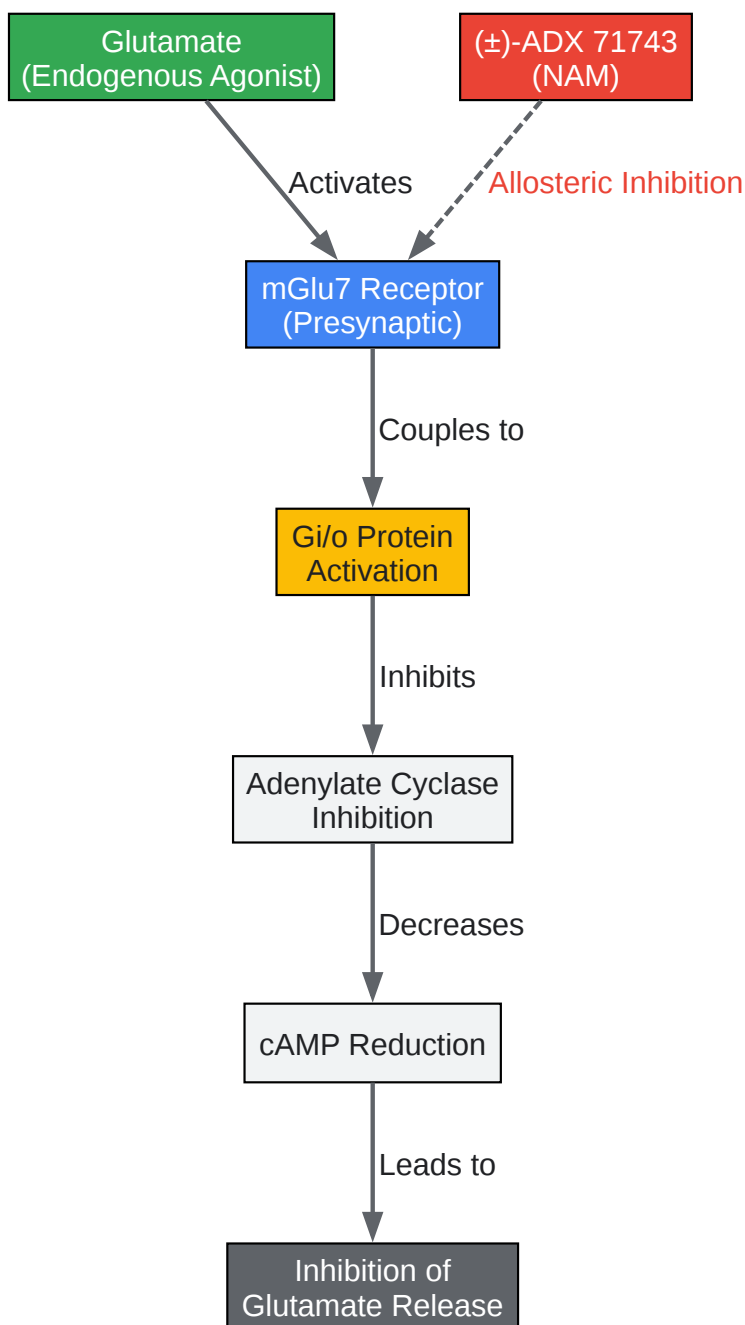 Glutamate
(Endogenous Agonist)
(±)-ADX 71743
(NAM)
Activates
Allosteric Inhibition
mGlu7 Receptor
(Presynaptic)
Couples to
Gi/o Protein
Activation
Inhibits
Adenylate Cyclase
Inhibition
Decreases
cAMP Reduction
Leads to
Inhibition of
Glutamate Release